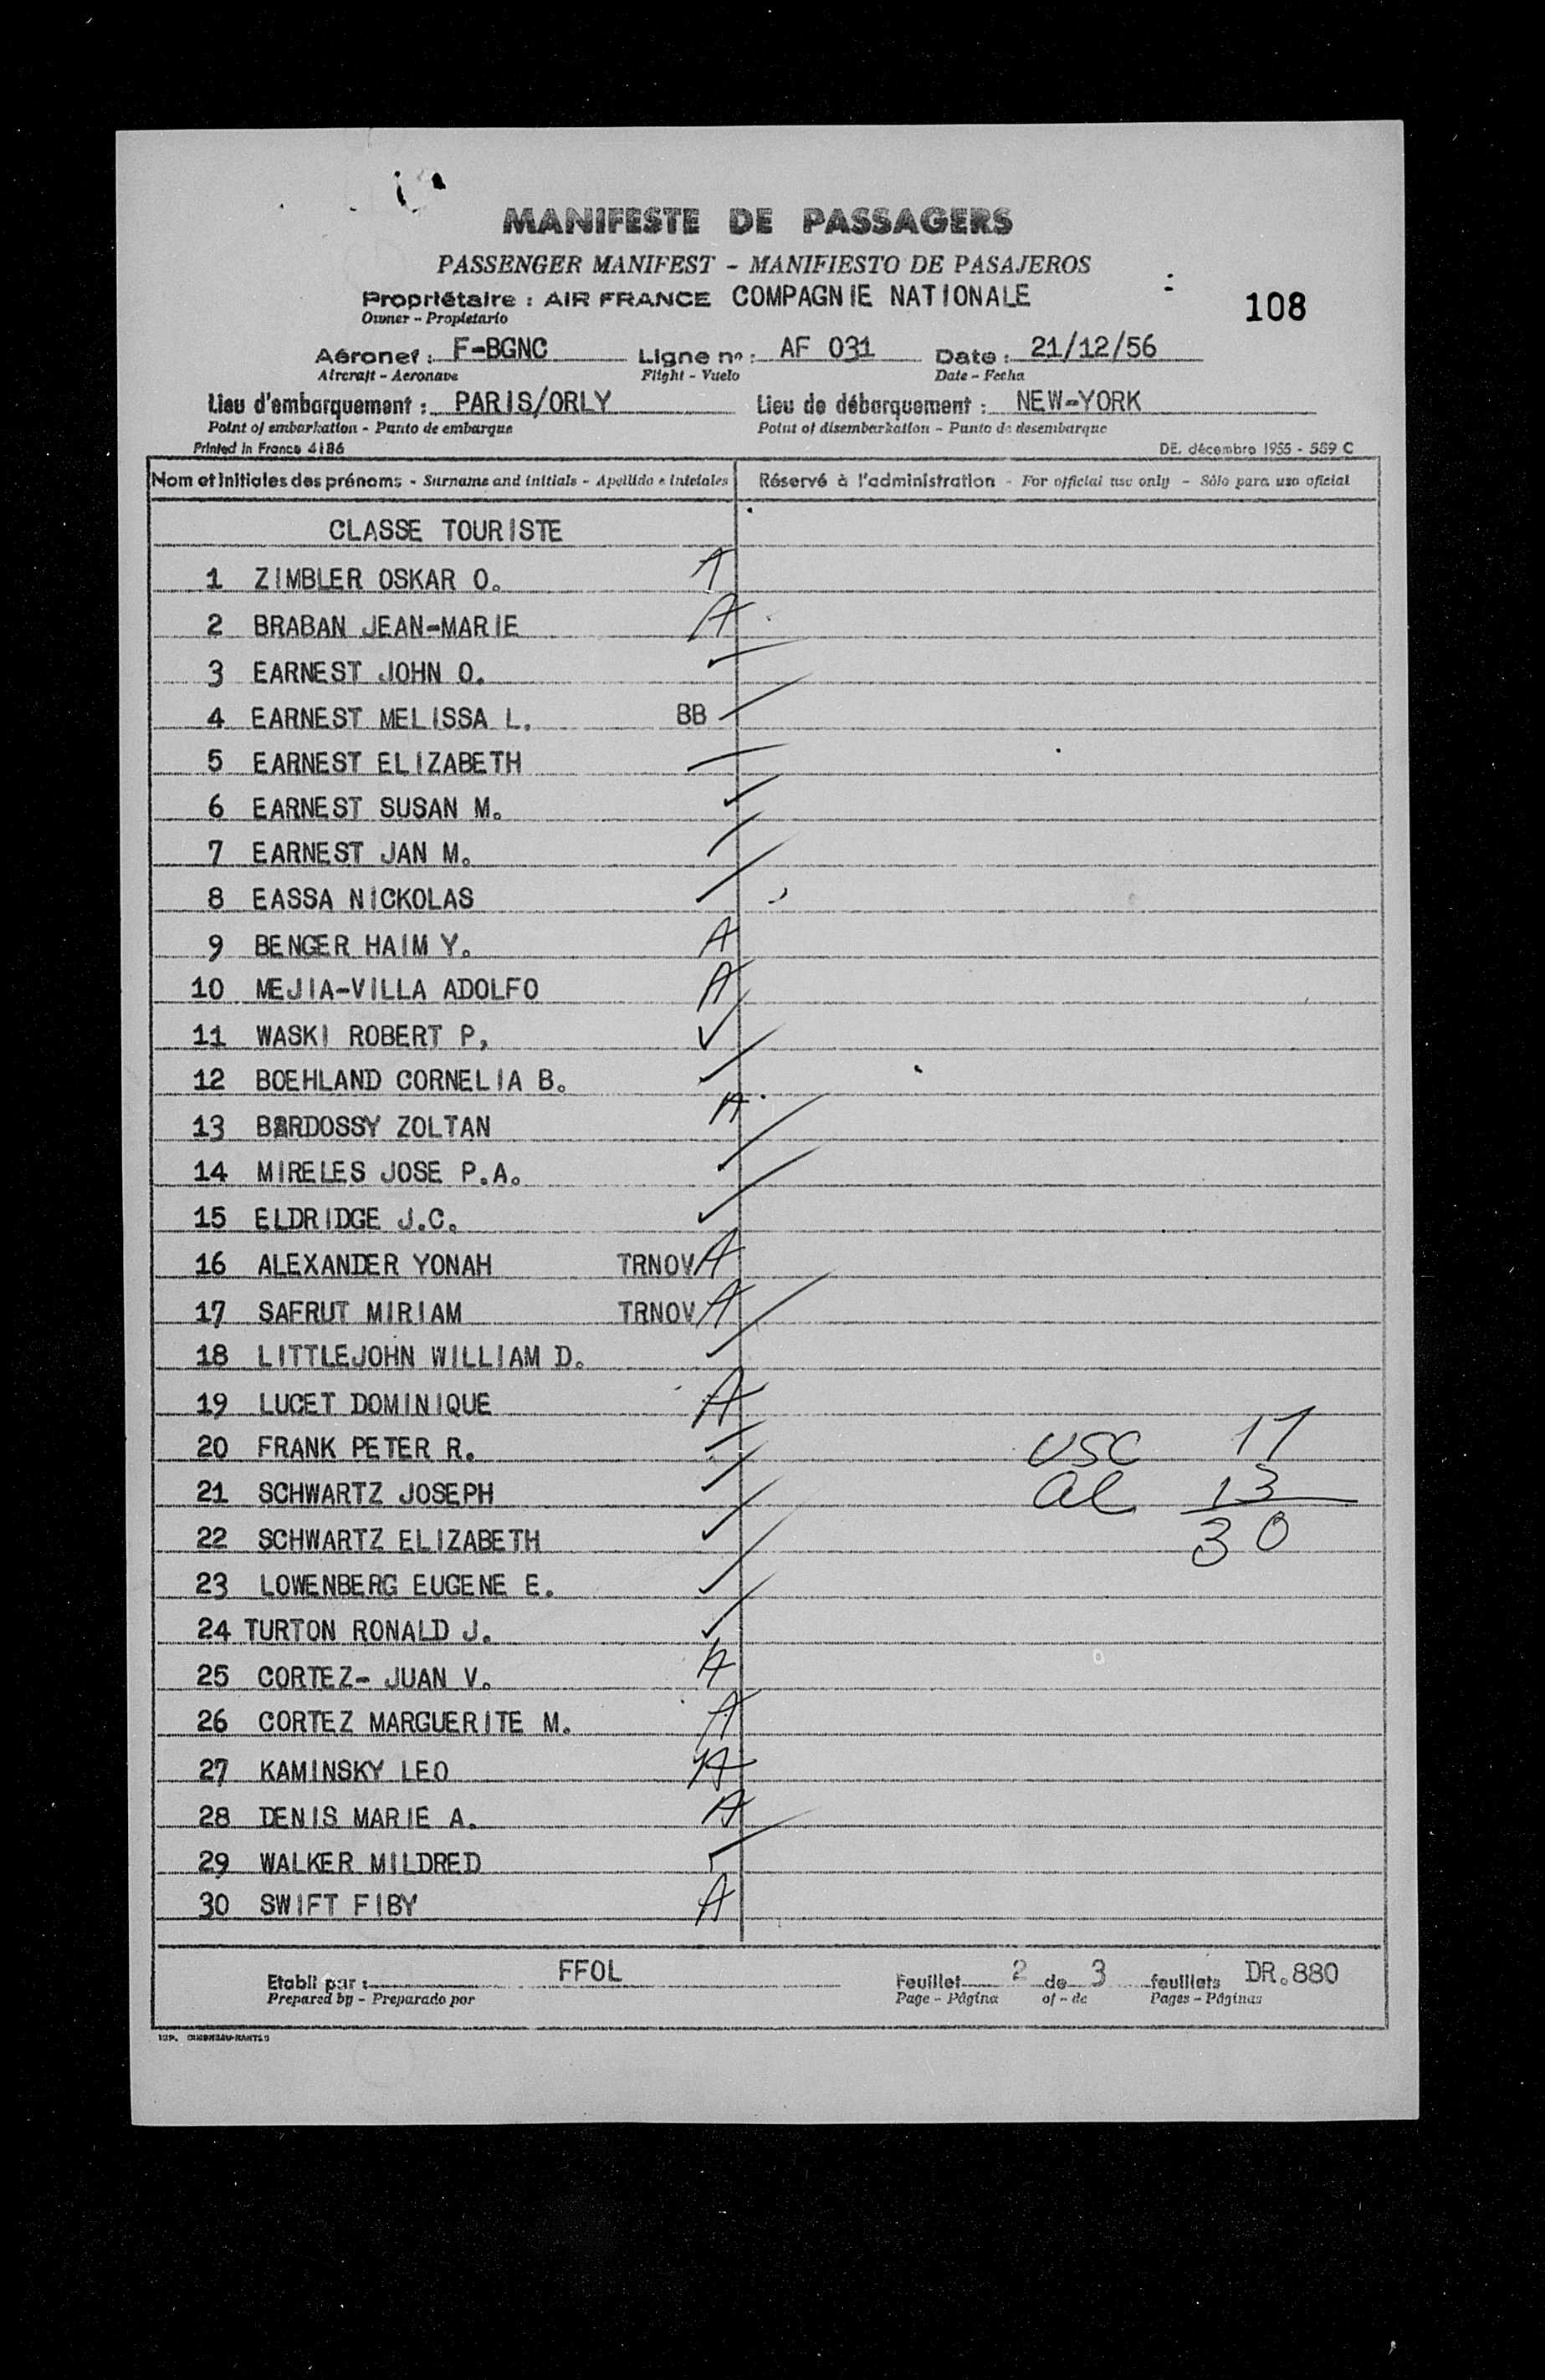 MANIFESTE DE PASSAGERS
PASSENGER MANIFEST - MANIFIESTO DE PASAJEROS
Propriétaire : AIR FRANCE COMPAGNIE NATIONALE
108
Owner - Propietario
Aéronef : F-BGNC Ligne nº : AF 031 Date : 21/12/56
Aircraft - Aeronave Flight - Vuelo Date - Fecha
Lieu d'embarquement : PARIS/ORLY Lieu de débarquement : NEW-YORK
Point of embarkation - Punto de embarque Point of disembarkation - Punto de desembarque
Printed in France 4186 DE. décembre 1955 - 589 C
Nom et initiales des prénoms - Surname and initials - Apellido e iniciales Réservé à l'administration - For official use only - Sólo para uso oficial
CLASSE TOURISTE
1 ZIMBLER OSKAR O. A
2 BRABAN JEAN-MARIE A
3 EARNEST JOHN O.
4 EARNEST MELISSA L. BB
5 EARNEST ELIZABETH
6 EARNEST SUSAN M.
7 EARNEST JAN M.
8 EASSA NICKOLAS
9 BENGER HAIM Y. A
10 MEJIA-VILLA ADOLFO A
11 WASKI ROBERT P,
12 BOEHLAND CORNELIA B.
13 BARDOSSY ZOLTAN A
14 MIRELES JOSE P.A.
15 ELDRIDGE J.C.
16 ALEXANDER YONAH TRNOV A
17 SAFRUT MIRIAM TRNOV A
18 LITTLEJOHN WILLIAM D.
19 LUCET DOMINIQUE A
20 FRANK PETER R. USC 17
21 SCHWARTZ JOSEPH al 13
22 SCHWARTZ ELIZABETH 30
23 LOWENBERG EUGENE E.
24 TURTON RONALD J.
25 CORTEZ- JUAN V. A
26 CORTEZ MARGUERITE M. A
27 KAMINSKY LEO A
28 DENIS MARIE A. A
29 WALKER MILDRED
30 SWIFT FIBY A
Etabli par : FFOL Feuillet 2 de 3 feuillets DR.880
Prepared by - Preparado por Page - Página of - de Pages - Páginas